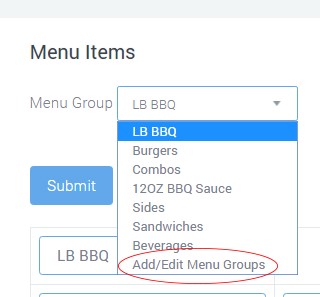 Menu Items
Menu Group LB BBQ
LB BBQ
Burgers
Combos
12OZ BBQ Sauce
Sides
Sandwiches
Beverages
Add/Edit Menu Groups
Submit
LB BBQ